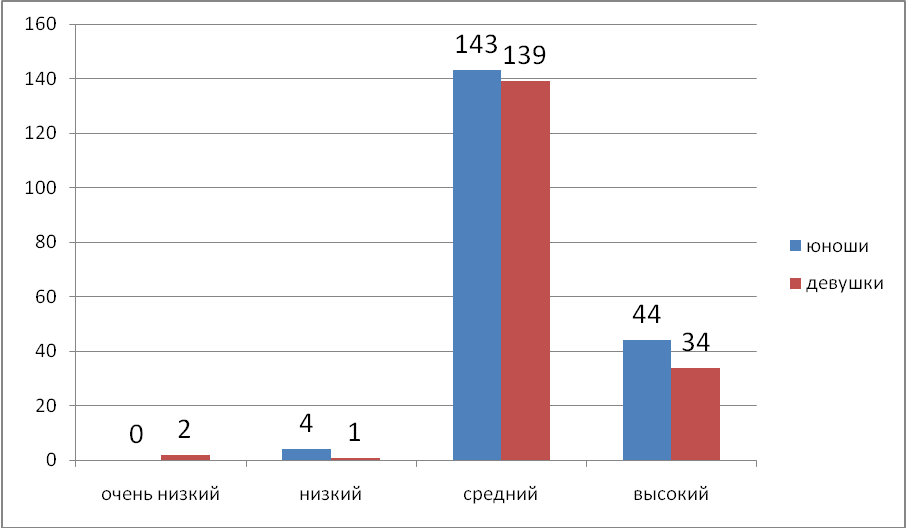 160
140
120
100
80
60
40
20
0
143
139
44
34
0
2
4
1
очень низкий
низкий
средний
высокий
юноши
девушки